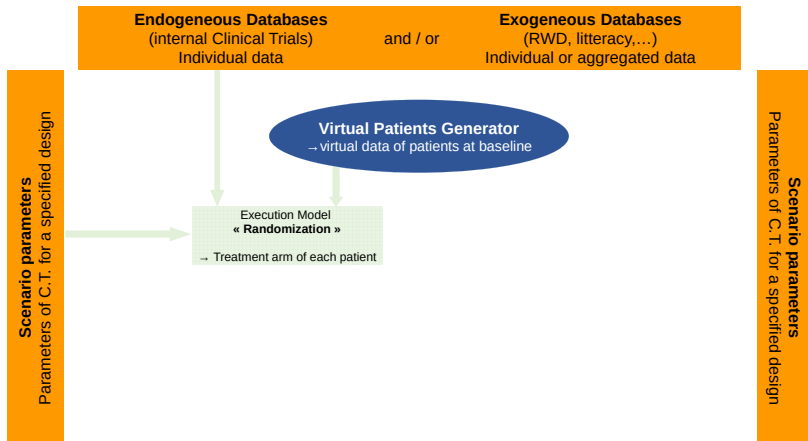 Endogeneous Databases
(internal Clinical Trials)
Individual data
and / or
Exogeneous Databases
(RWD, litteracy,…)
Individual or aggregated data
Scenario parameters
Parameters of C.T. for a specified design
Virtual Patients Generator
→virtual data of patients at baseline
Execution Model
« Randomization »
→ Treatment arm of each patient
Scenario parameters
Parameters of C.T. for a specified design